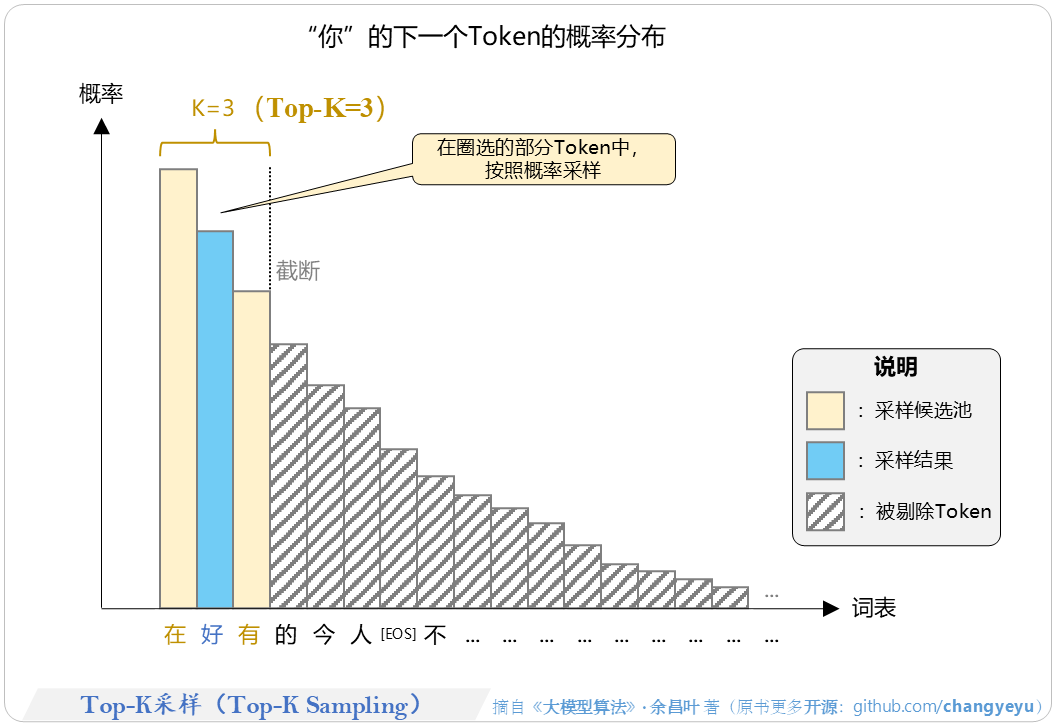 “你”的下一个Token的概率分布
概率
K=3（Top-K=3）
在圈选的部分Token中，
按照概率采样
截断
说明
：采样候选池
：采样结果
：被剔除Token
...
词表
在 好 有 的 今 人 [EOS] 不 ... ... ... ... ... ... ... ... ...
Top-K采样（Top-K Sampling）
摘自《大模型算法》· 余昌叶 著（原书更多开源：github.com/changyeyu）